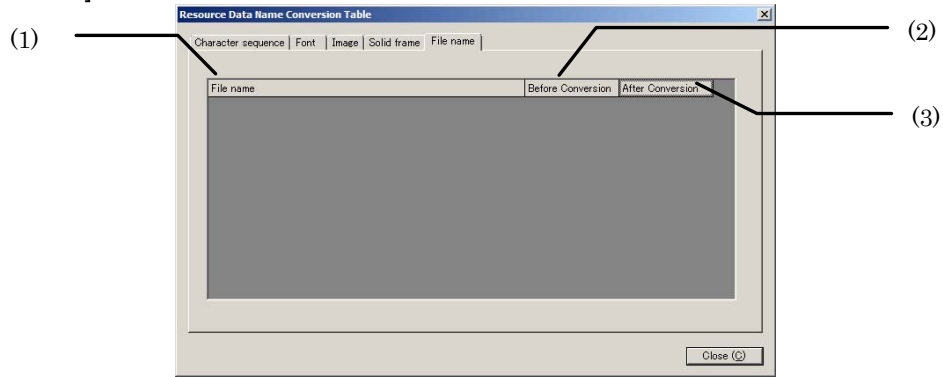 Resource Data Name Conversion Table
(1)
(2)
Character sequence Font Image Solid frame File name
File name Before Conversion After Conversion
(3)
Close (C)